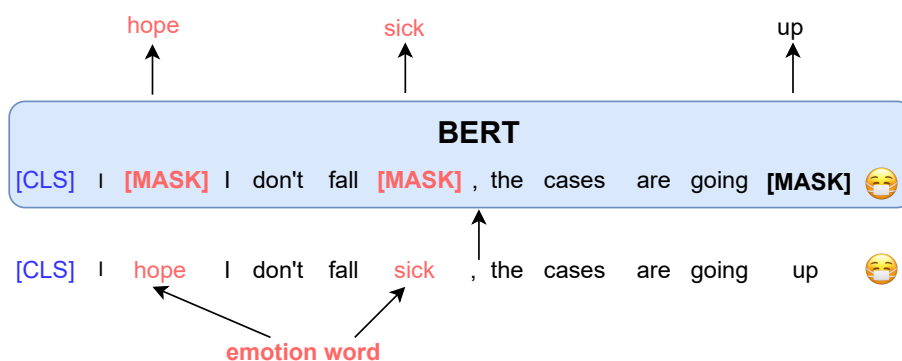 hope sick up
BERT
[CLS] I [MASK] I don't fall [MASK] , the cases are going [MASK] 😷
[CLS] I hope I don't fall sick , the cases are going up 😷
emotion word